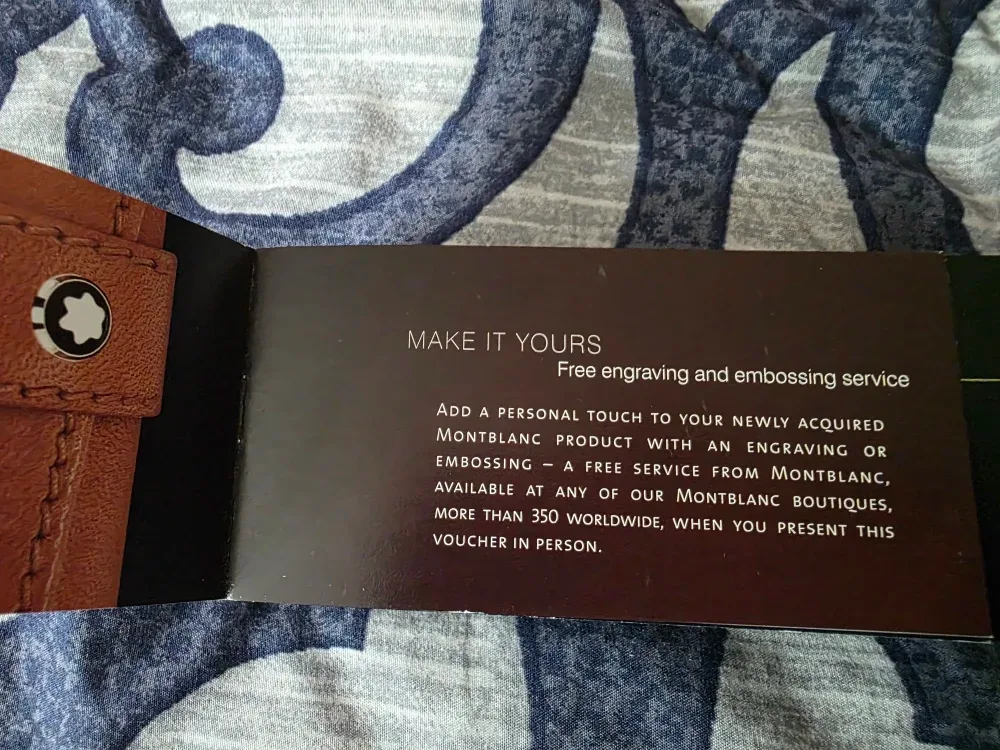 MAKE IT YOURS
Free engraving and embossing service
ADD A PERSONAL TOUCH TO YOUR NEWLY ACQUIRED
MONTBLANC PRODUCT WITH AN ENGRAVING OR
EMBOSSING – A FREE SERVICE FROM MONTBLANC,
AVAILABLE AT ANY OF OUR MONTBLANC BOUTIQUES,
MORE THAN 350 WORLDWIDE, WHEN YOU PRESENT THIS
VOUCHER IN PERSON.